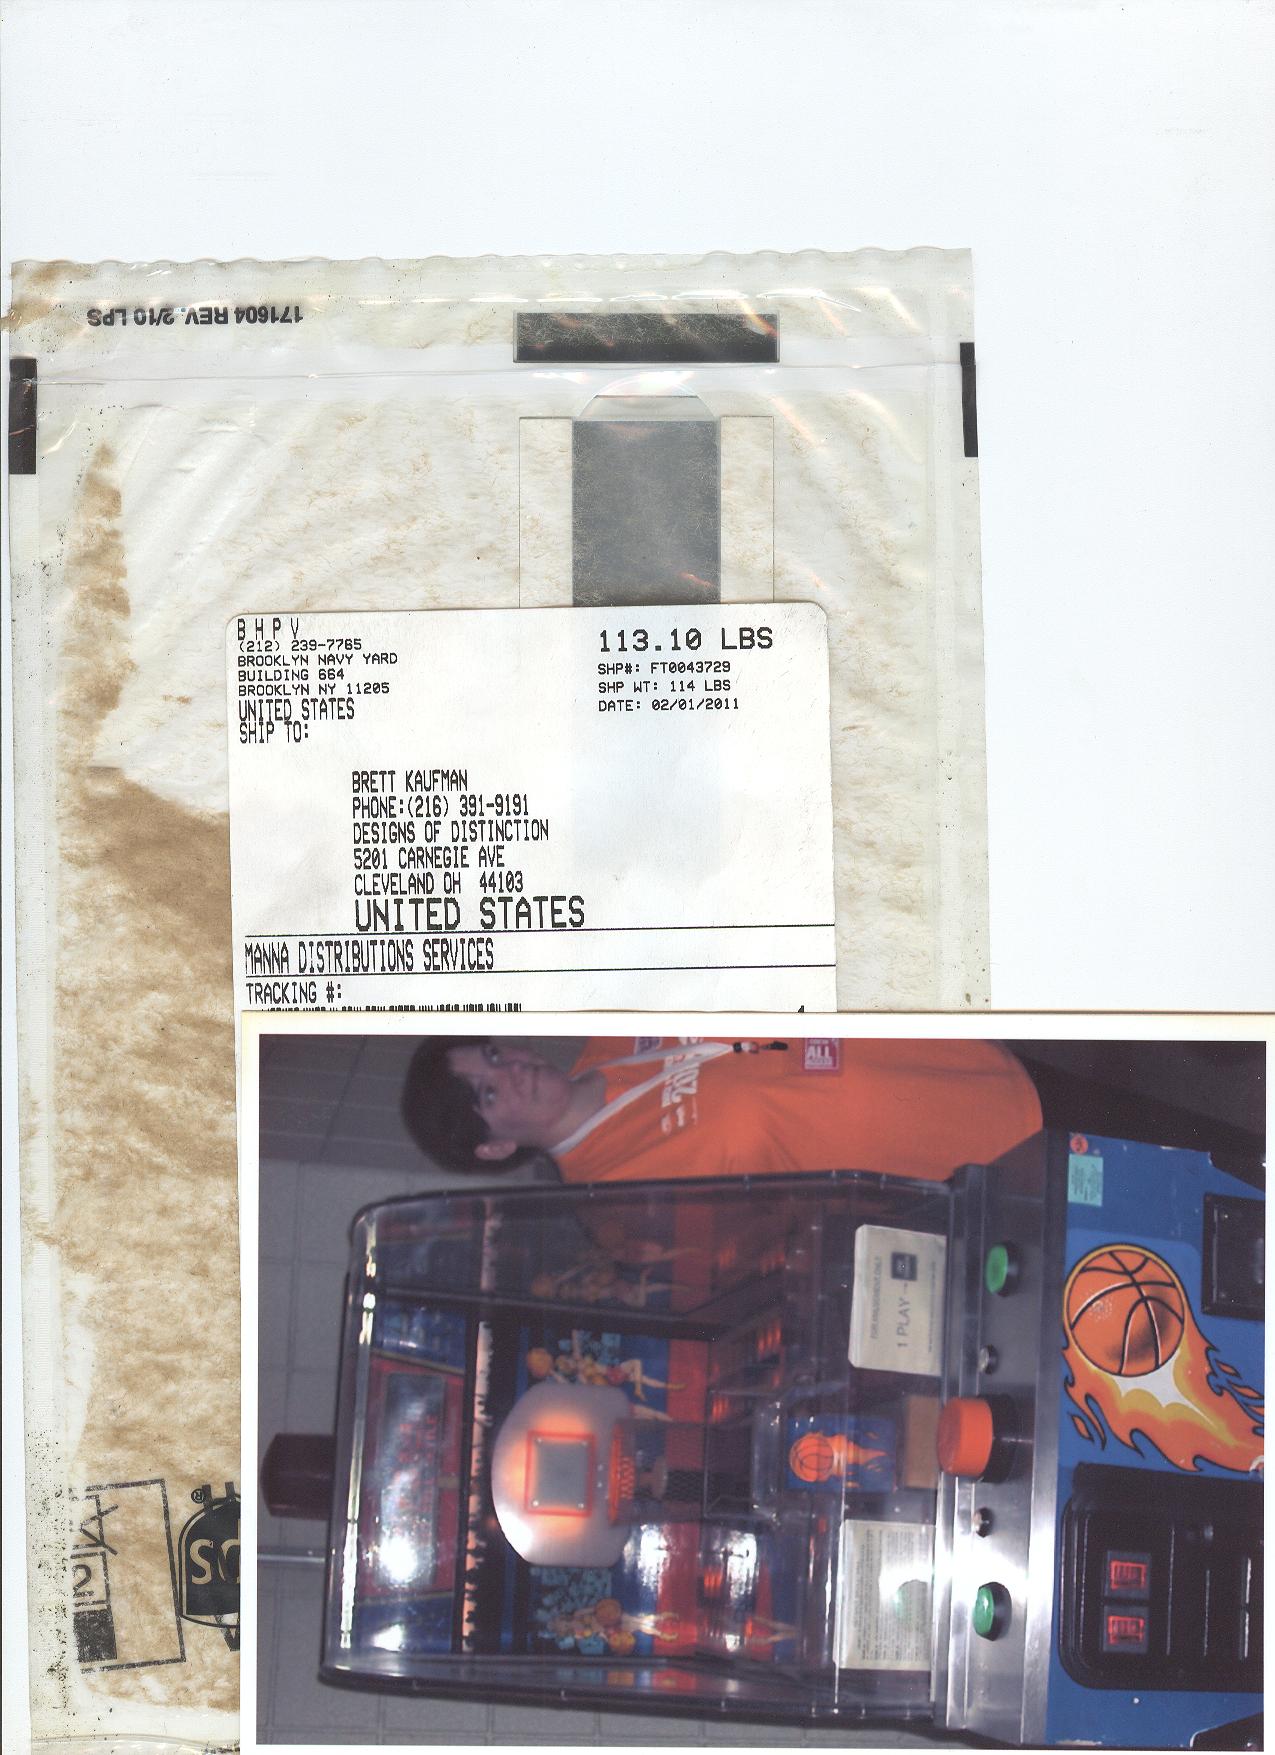 171604 REV. 2/10 LPS
B H P V
(212) 239-7765
BROOKLYN NAVY YARD
BUILDING 664
BROOKLYN NY 11205
UNITED STATES
SHIP TO:
113.10 LBS
SHP#: FT0043729
SHP WT: 114 LBS
DATE: 02/01/2011
BRETT KAUFMAN
PHONE:(216) 391-9191
DESIGNS OF DISTINCTION
5201 CARNEGIE AVE
CLEVELAND OH 44103
UNITED STATES
MANNA DISTRIBUTIONS SERVICES
TRACKING #:
ALL
1 PLAY